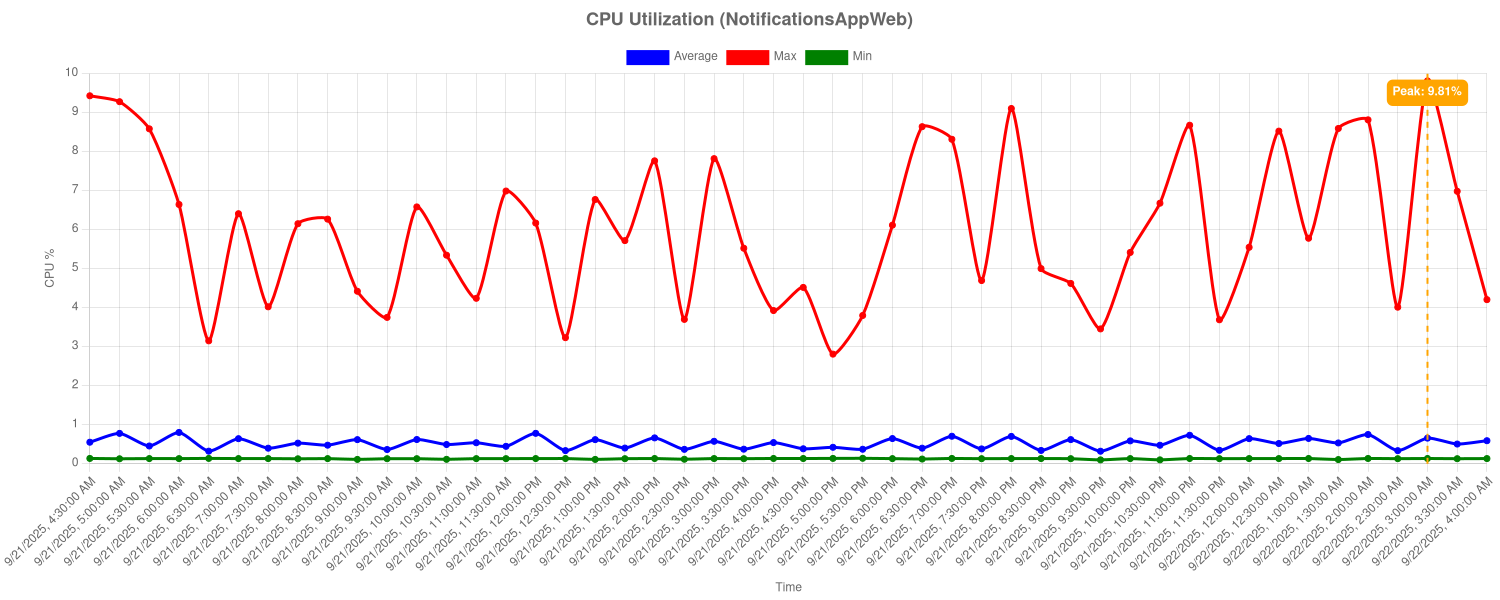 CPU Utilization (NotificationsAppWeb)
Average Max Min
Peak: 9.81%
CPU %
10
9
8
7
6
5
4
3
2
1
0
9/21/2025, 4:30:00 AM
9/21/2025, 5:00:00 AM
9/21/2025, 5:30:00 AM
9/21/2025, 6:00:00 AM
9/21/2025, 6:30:00 AM
9/21/2025, 7:00:00 AM
9/21/2025, 7:30:00 AM
9/21/2025, 8:00:00 AM
9/21/2025, 8:30:00 AM
9/21/2025, 9:00:00 AM
9/21/2025, 9:30:00 AM
9/21/2025, 10:00:00 AM
9/21/2025, 10:30:00 AM
9/21/2025, 11:00:00 AM
9/21/2025, 11:30:00 AM
9/21/2025, 12:00:00 PM
9/21/2025, 12:30:00 PM
9/21/2025, 1:00:00 PM
9/21/2025, 1:30:00 PM
9/21/2025, 2:00:00 PM
9/21/2025, 2:30:00 PM
9/21/2025, 3:00:00 PM
9/21/2025, 3:30:00 PM
9/21/2025, 4:00:00 PM
9/21/2025, 4:30:00 PM
9/21/2025, 5:00:00 PM
9/21/2025, 5:30:00 PM
9/21/2025, 6:00:00 PM
9/21/2025, 6:30:00 PM
9/21/2025, 7:00:00 PM
9/21/2025, 7:30:00 PM
9/21/2025, 8:00:00 PM
9/21/2025, 8:30:00 PM
9/21/2025, 9:00:00 PM
9/21/2025, 9:30:00 PM
9/21/2025, 10:00:00 PM
9/21/2025, 10:30:00 PM
9/21/2025, 11:00:00 PM
9/21/2025, 11:30:00 PM
9/22/2025, 12:00:00 AM
9/22/2025, 12:30:00 AM
9/22/2025, 1:00:00 AM
9/22/2025, 1:30:00 AM
9/22/2025, 2:00:00 AM
9/22/2025, 2:30:00 AM
9/22/2025, 3:00:00 AM
9/22/2025, 3:30:00 AM
9/22/2025, 4:00:00 AM
Time